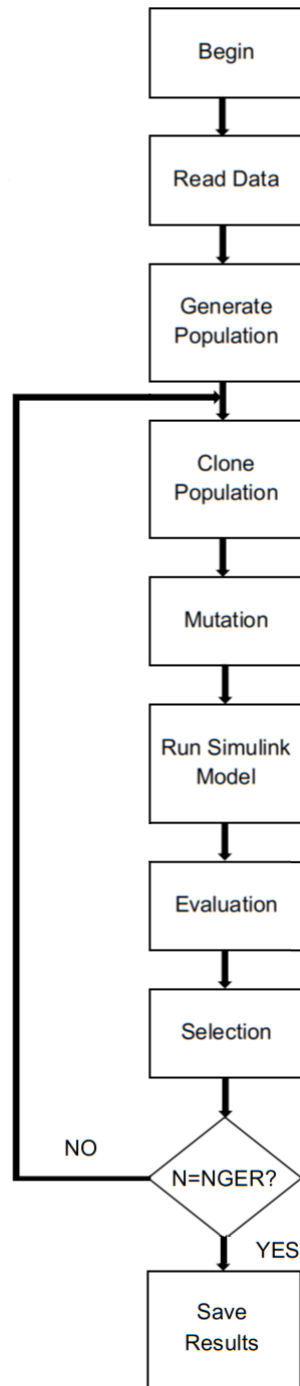 Begin
Read Data
Generate
Population
Clone
Population
Mutation
Run Simulink
Model
Evaluation
Selection
NO
N=NGER?
YES
Save
Results